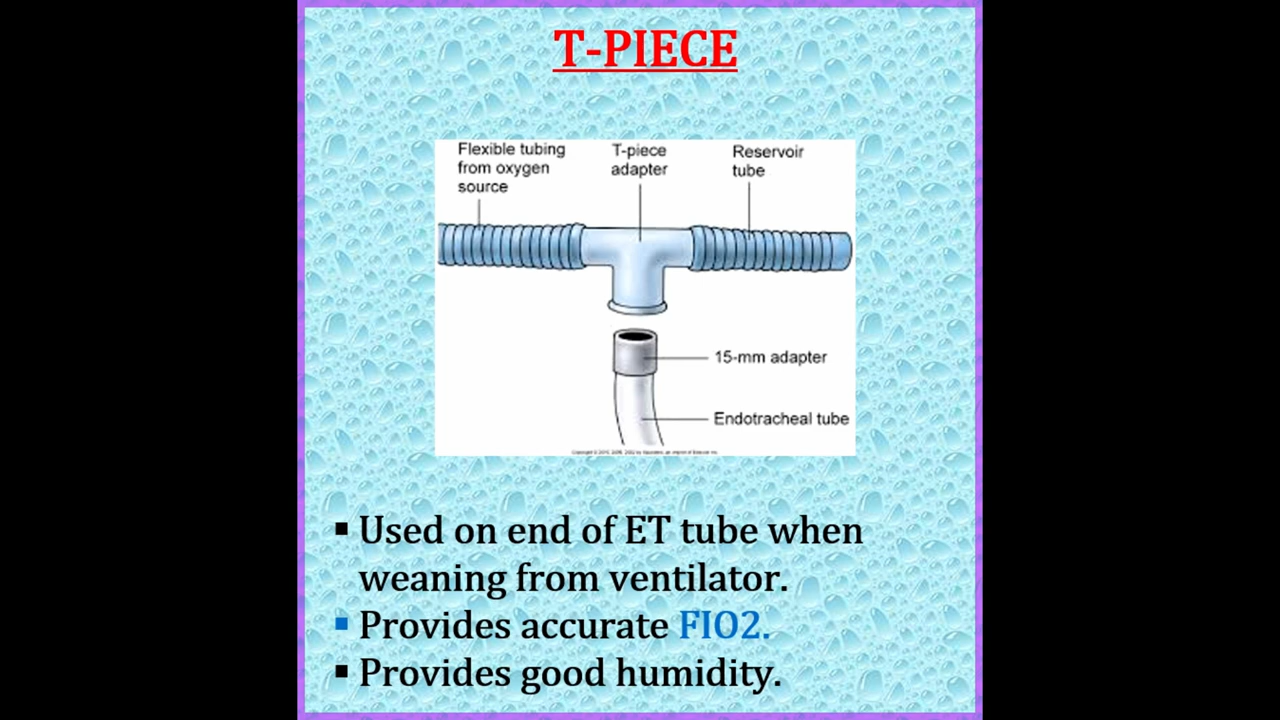 T-PIECE
Flexible tubing
from oxygen
source
T-piece
adapter
Reservoir
tube
15-mm adapter
Endotracheal tube
▪ Used on end of ET tube when
weaning from ventilator.
▪ Provides accurate FIO2.
▪ Provides good humidity.